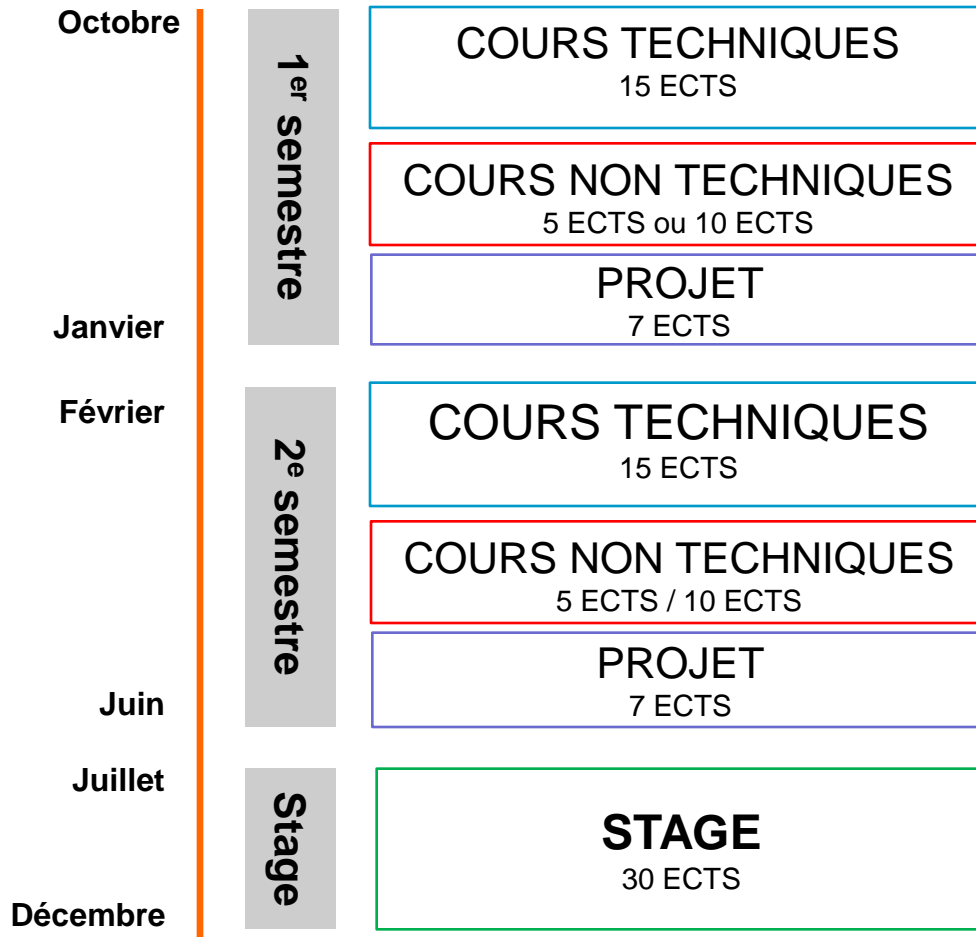 Octobre
1er semestre
COURS TECHNIQUES
15 ECTS
COURS NON TECHNIQUES
5 ECTS ou 10 ECTS
PROJET
7 ECTS
Janvier
Février
2e semestre
COURS TECHNIQUES
15 ECTS
COURS NON TECHNIQUES
5 ECTS / 10 ECTS
PROJET
7 ECTS
Juin
Juillet
Stage
STAGE
30 ECTS
Décembre